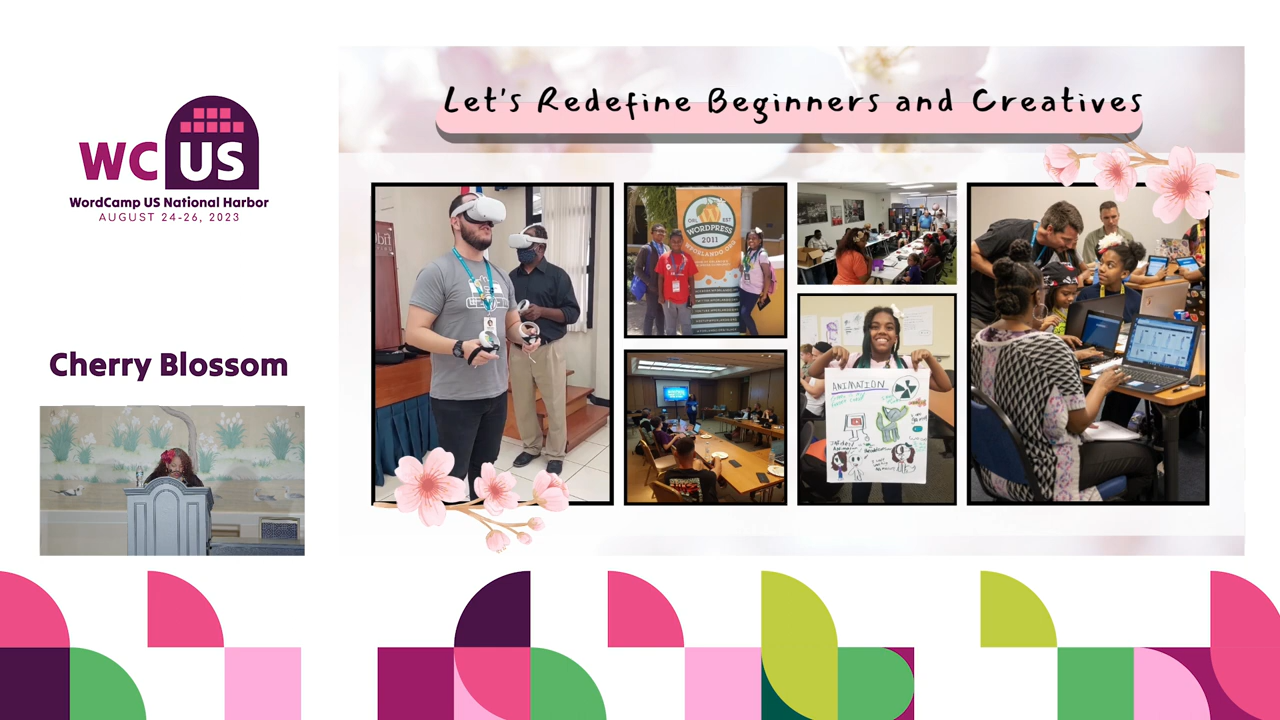 WC US
WordCamp US National Harbor
AUGUST 24-26, 2023
Cherry Blossom
Let's Redefine Beginners and Creatives
WORDPRESS
2011
ANIMATION